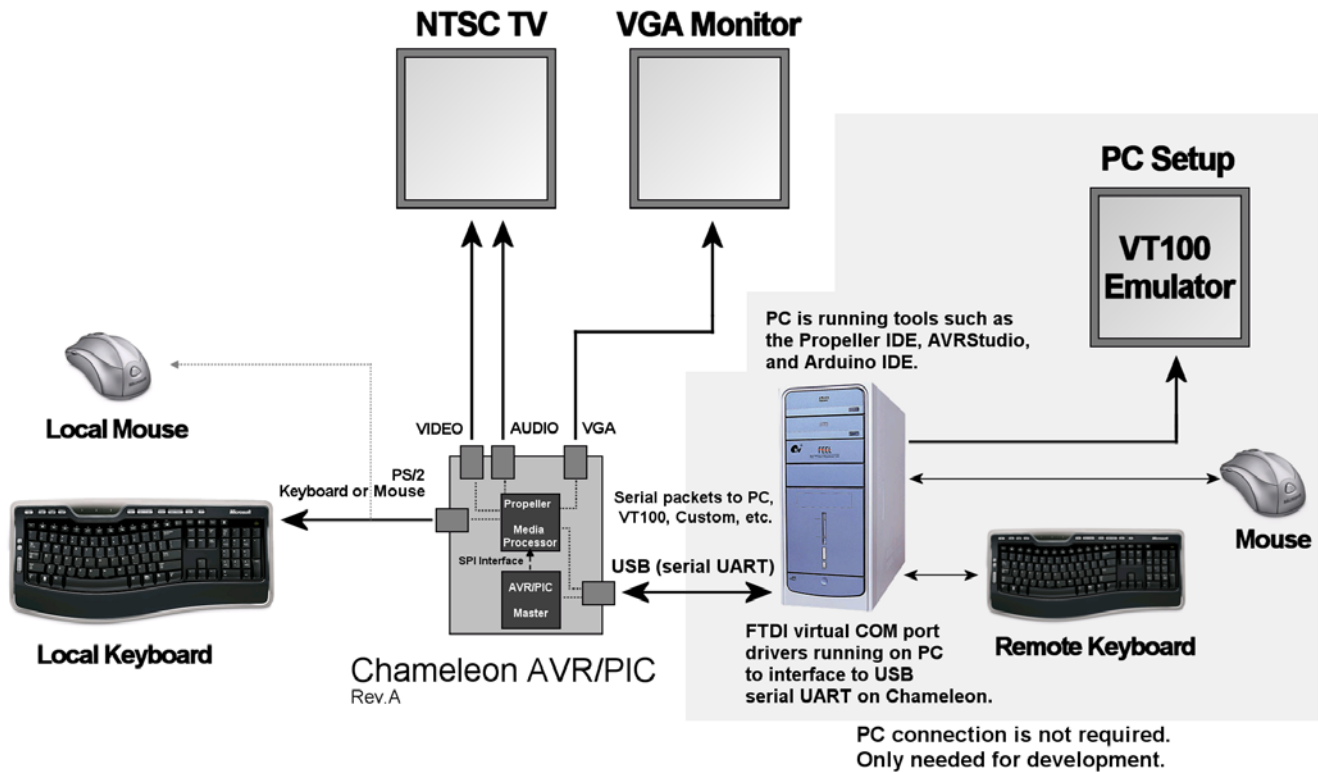 NTSC TV
VGA Monitor
PC Setup
VT100
Emulator
PC is running tools such as
the Propeller IDE, AVRStudio,
and Arduino IDE.
Local Mouse
VIDEO
AUDIO
VGA
PS/2
Keyboard or Mouse
Propeller
Media
Processor
SPI Interface
AVR/PIC
Master
Serial packets to PC,
VT100, Custom, etc.
USB (serial UART)
Mouse
Local Keyboard
Chameleon AVR/PIC
Rev.A
FTDI virtual COM port
drivers running on PC
to interface to USB
serial UART on Chameleon.
Remote Keyboard
PC connection is not required.
Only needed for development.